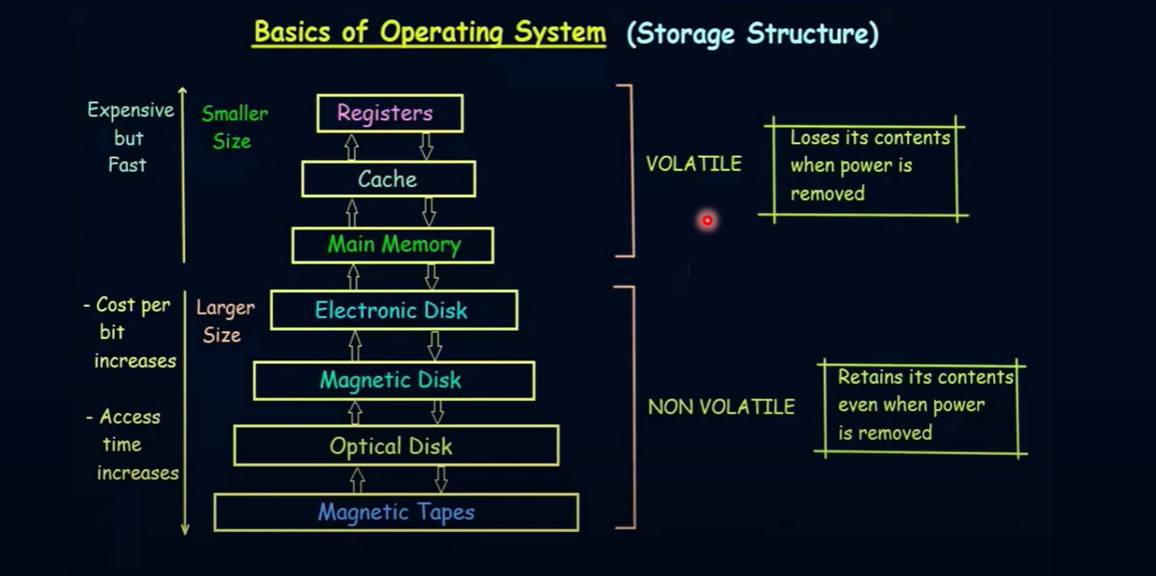 Basics of Operating System (Storage Structure)
Expensive
but
Fast
Smaller
Size
Registers
Cache
Main Memory
VOLATILE
Loses its contents
when power is
removed
- Cost per
bit
increases
- Access
time
increases
Larger
Size
Electronic Disk
Magnetic Disk
Optical Disk
Magnetic Tapes
NON VOLATILE
Retains its contents
even when power
is removed